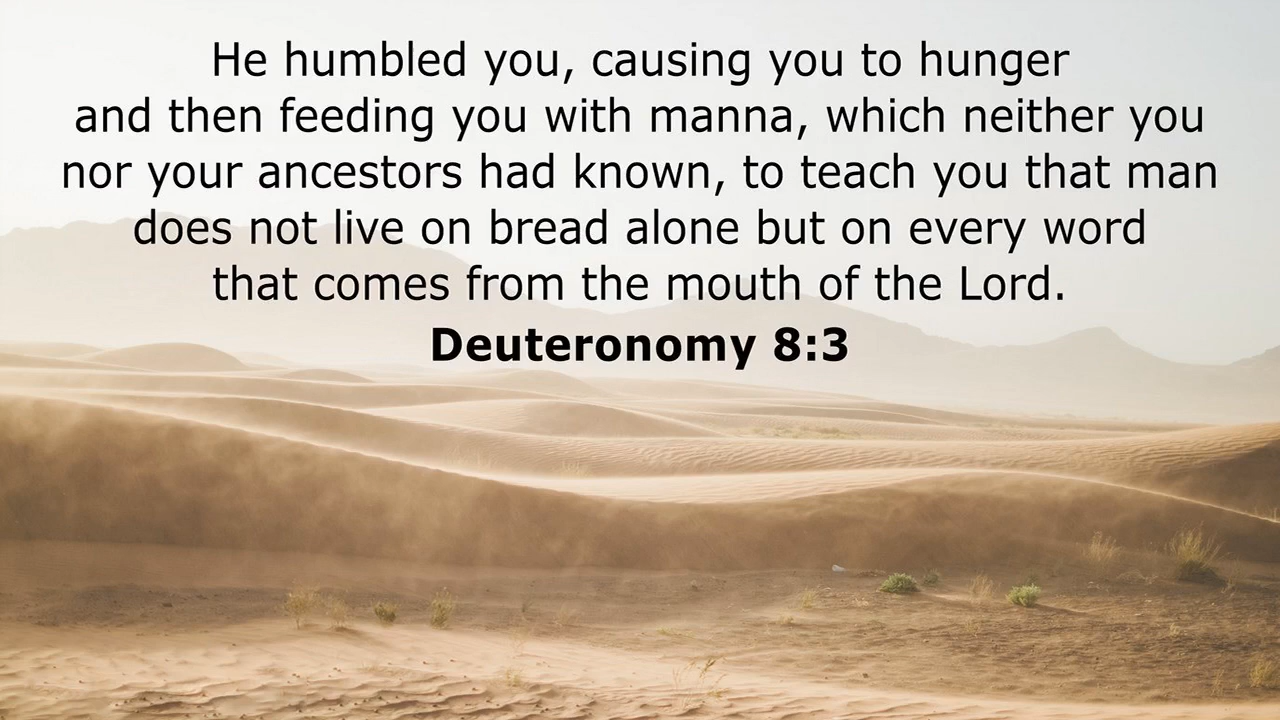 He humbled you, causing you to hunger
and then feeding you with manna, which neither you
nor your ancestors had known, to teach you that man
does not live on bread alone but on every word
that comes from the mouth of the Lord.
Deuteronomy 8:3